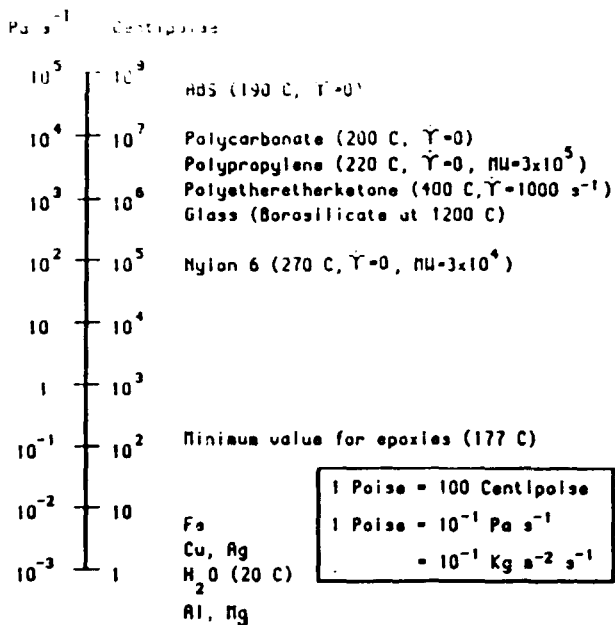 Pa s⁻¹ Centipoise
10⁵ 10⁹ ABS (190 C, Ϋ=0)
10⁴ 10⁷ Polycarbonate (200 C, Ϋ=0)
Polypropylene (220 C, Ϋ=0, MW=3x10⁵)
Polyetheretherketone (400 C, Ϋ=1000 s⁻¹)
10³ 10⁶ Glass (Borosilicate at 1200 C)
10² 10⁵ Nylon 6 (270 C, Ϋ=0, MW=3x10⁴)
10 10⁴
1 10³
10⁻¹ 10² Minimum value for epoxies (177 C)
10⁻² 10 Fe
Cu, Ag
10⁻³ 1 H₂O (20 C)
Al, Mg
1 Poise = 100 Centipoise
1 Poise = 10⁻¹ Pa s⁻¹
= 10⁻¹ Kg m⁻² s⁻¹